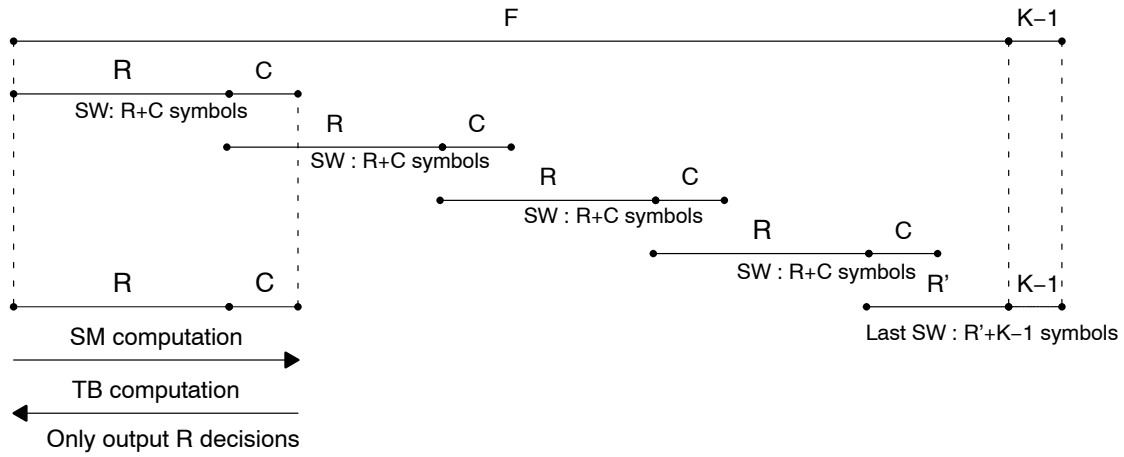 F K−1
R C
SW: R+C symbols
R C
SW : R+C symbols
R C
SW : R+C symbols
R C
SW : R+C symbols
R C R' K−1
SM computation Last SW : R'+K−1 symbols
TB computation
Only output R decisions